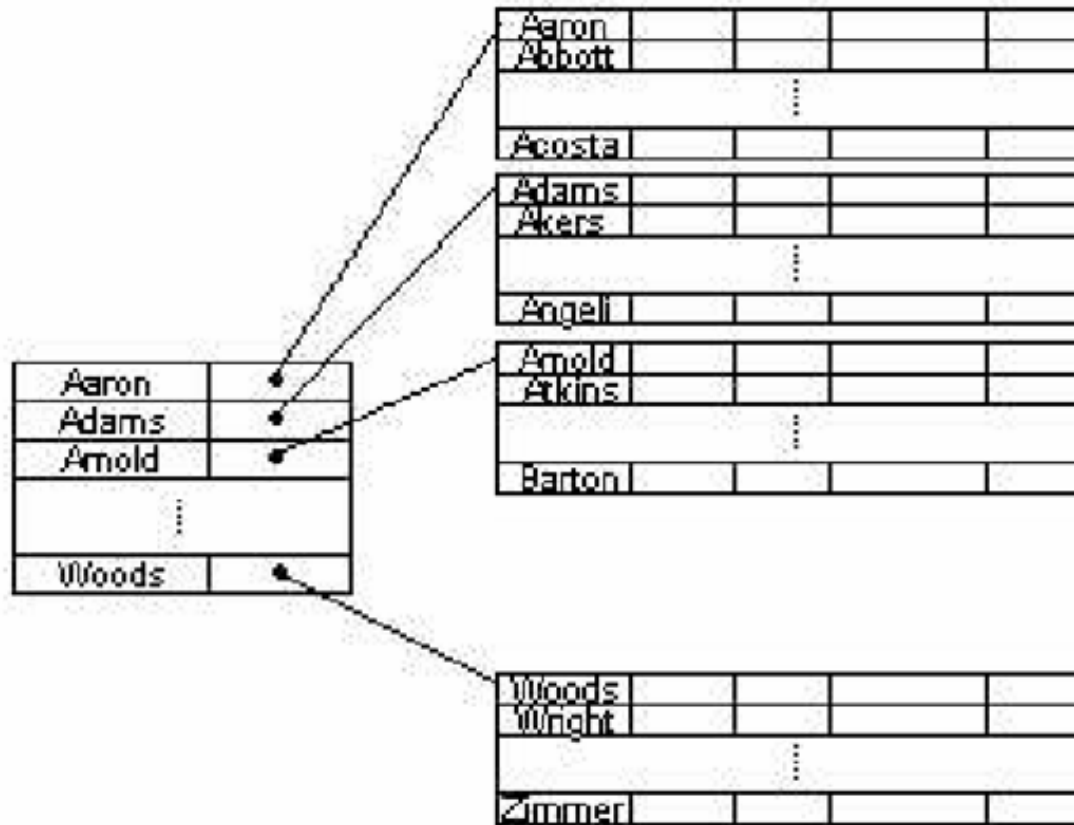 Aaron
Abbott
Acosta
Adams
Akers
Angeli
Arnold
Atkins
Barton
Aaron
Adams
Arnold
Woods
Woods
Wright
Zimmer